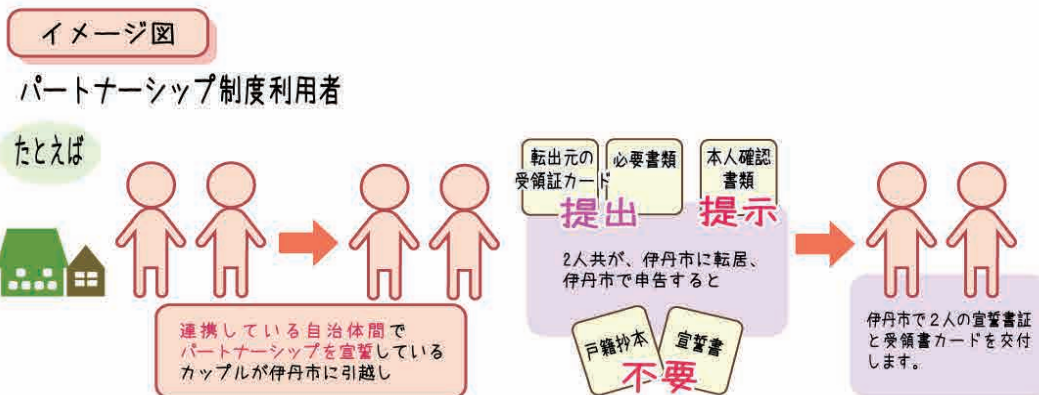 イメージ図
パートナーシップ制度利用者
たとえば
連携している自治体間で
パートナーシップを宣誓している
カップルが伊丹市に引越し
転出元の
受領証カード
必要書類
提出
本人確認
書類
提示
2人共が、伊丹市に転居、
伊丹市で申告すると
戸籍抄本
宣誓書
不要
伊丹市で2人の宣誓書証
と受領書カードを交付
します。